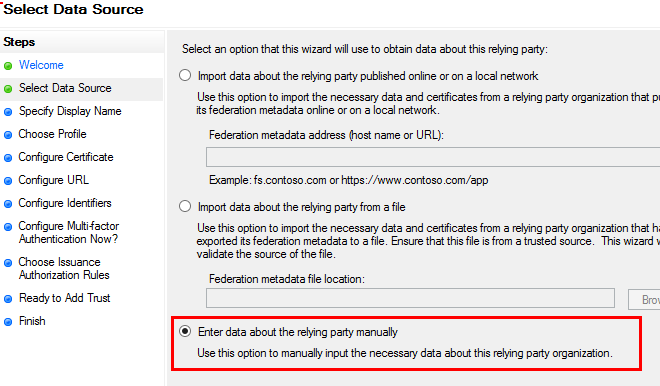 Select Data Source
Steps
Welcome
Select Data Source
Specify Display Name
Choose Profile
Configure Certificate
Configure URL
Configure Identifiers
Configure Multi-factor
Authentication Now?
Choose Issuance
Authorization Rules
Ready to Add Trust
Finish
Select an option that this wizard will use to obtain data about this relying party:
Import data about the relying party published online or on a local network
Use this option to import the necessary data and certificates from a relying party organization that
its federation metadata online or on a local network.
Federation metadata address (host name or URL):
Example: fs.contoso.com or https://www.contoso.com/app
Import data about the relying party from a file
Use this option to import the necessary data and certificates from a relying party organization that
exported its federation metadata to a file. Ensure that this file is from a trusted source. This wizard
validate the source of the file.
Federation metadata file location:
Enter data about the relying party manually
Use this option to manually input the necessary data about this relying party organization.